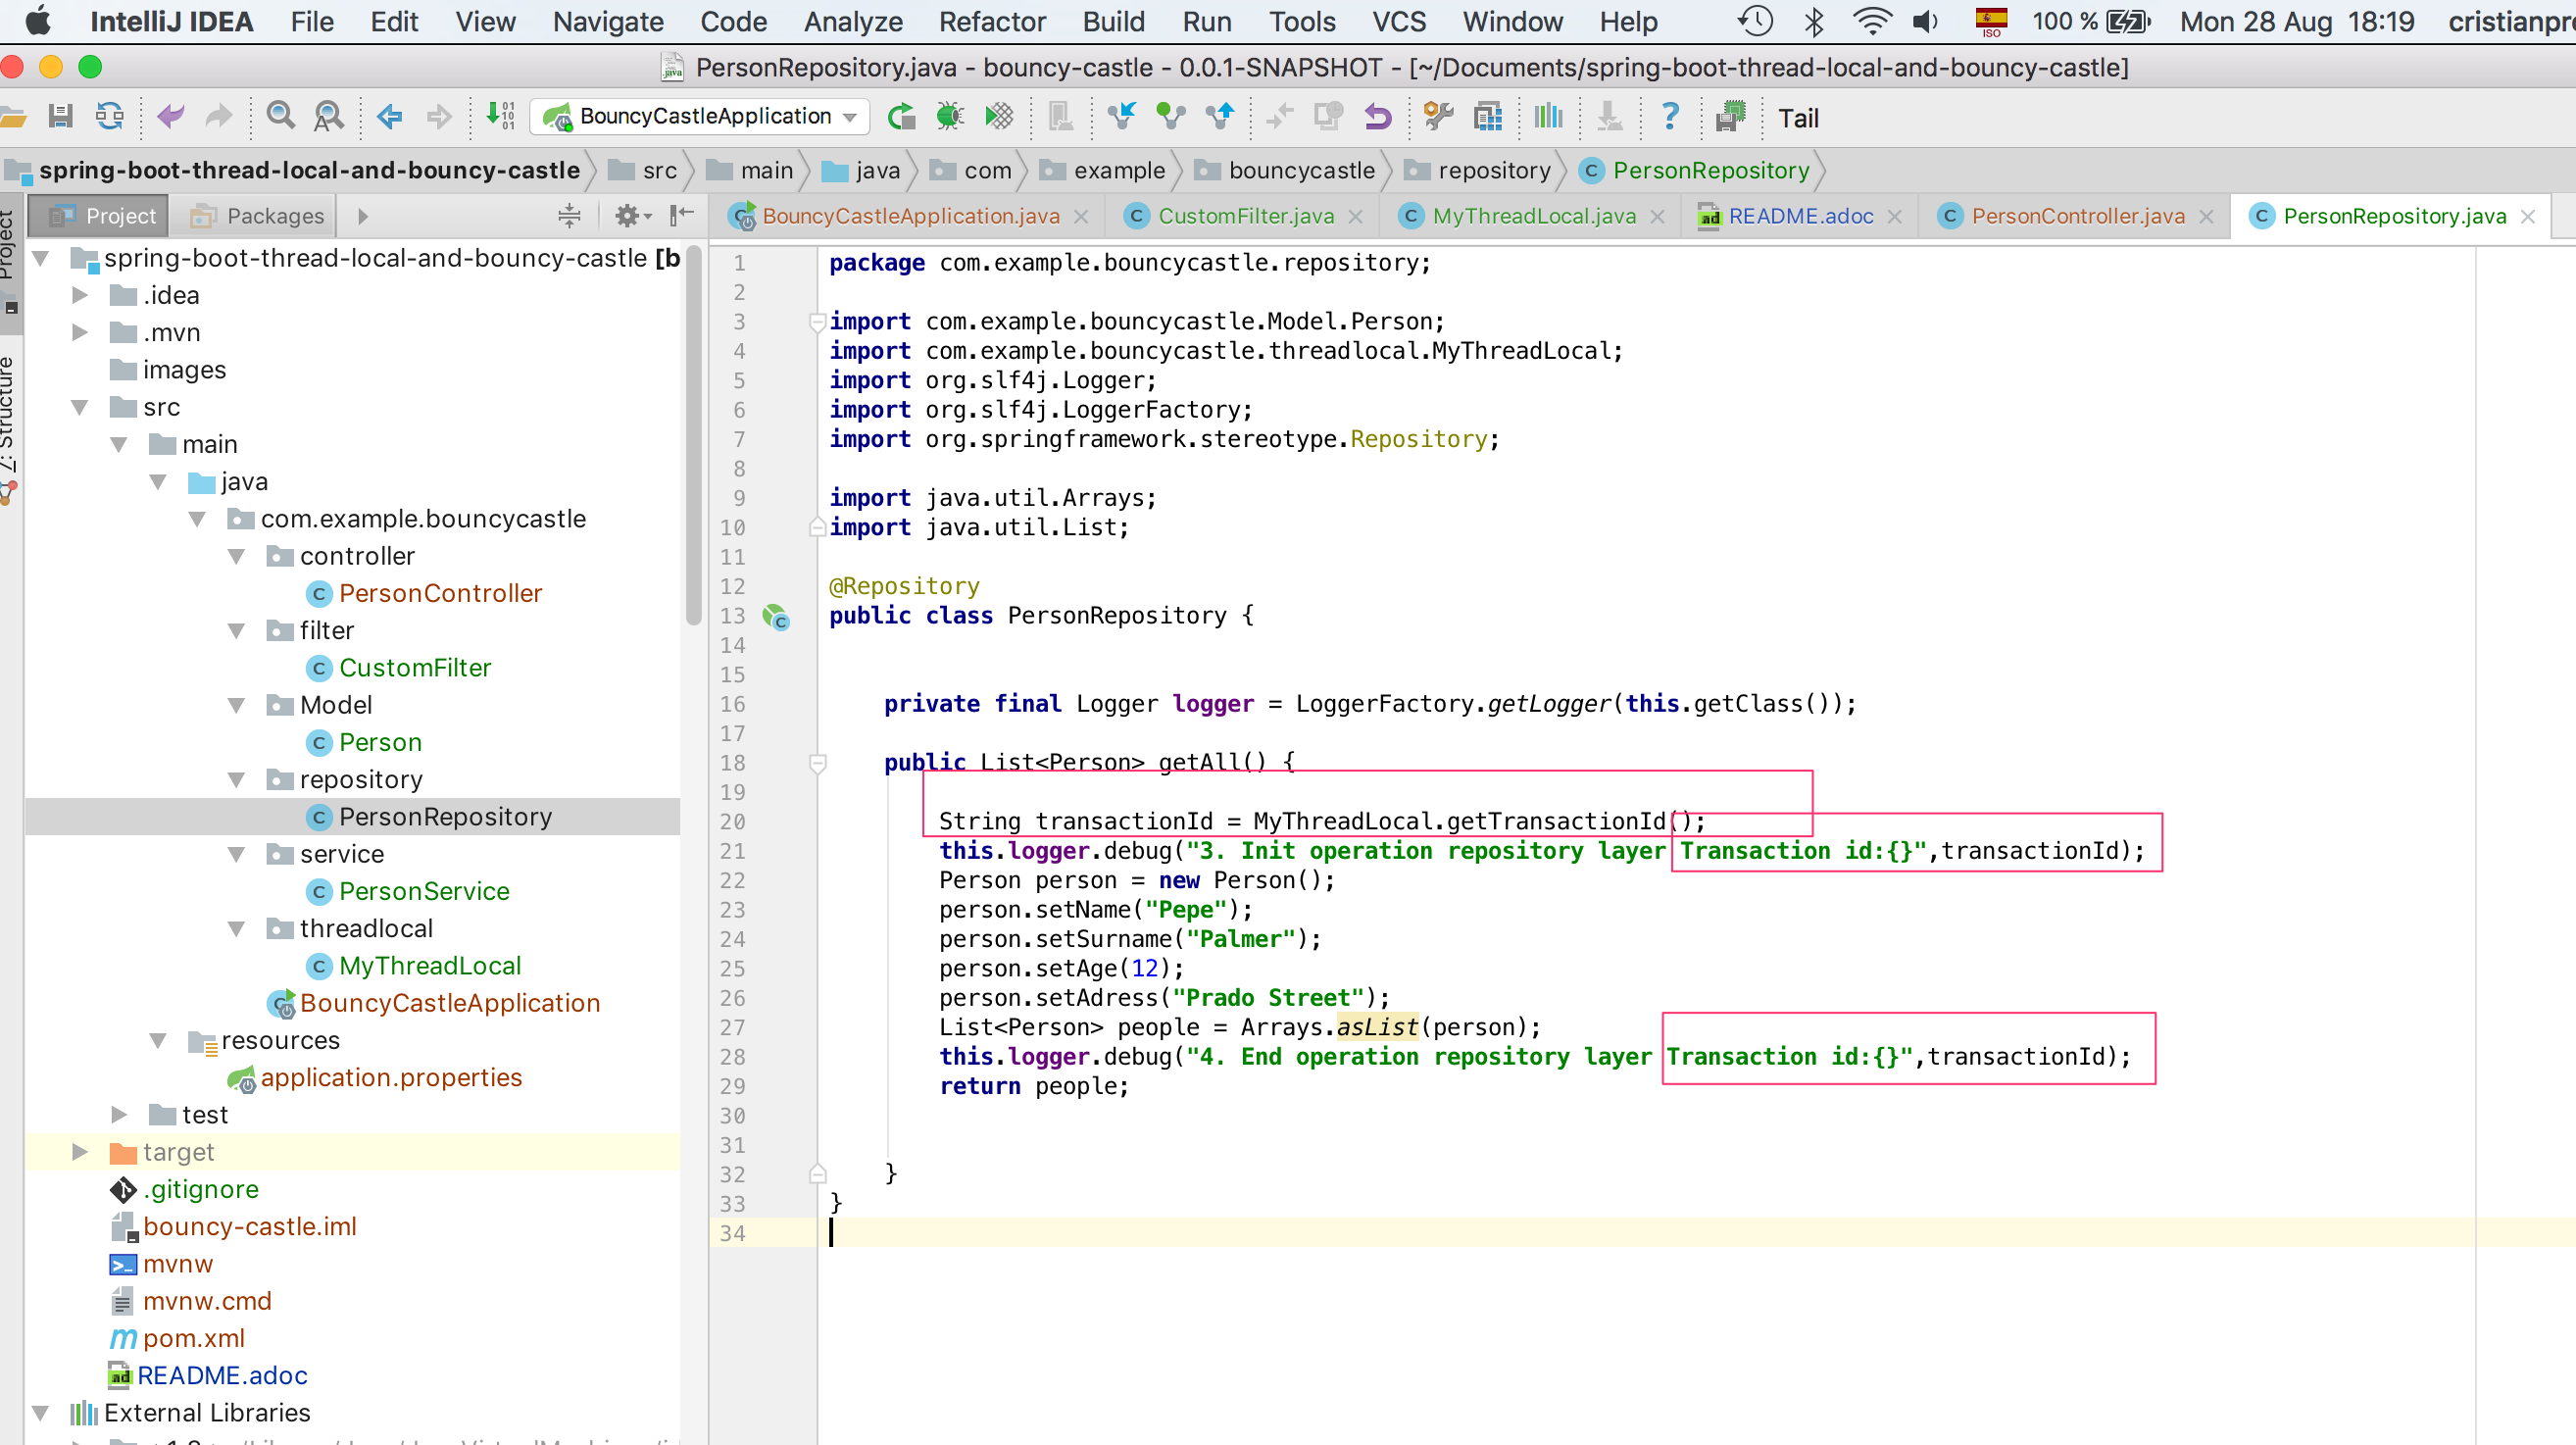 IntelliJ IDEA File Edit View Navigate Code Analyze Refactor Build Run Tools VCS Window Help ISO 100 % Mon 28 Aug 18:19
PersonRepository.java - bouncy-castle - 0.0.1-SNAPSHOT - [~/Documents/spring-boot-thread-local-and-bouncy-castle]
BouncyCastleApplication Tail
spring-boot-thread-local-and-bouncy-castle src main java com example bouncycastle repository PersonRepository
Project Packages BouncyCastleApplication.java CustomFilter.java MyThreadLocal.java README.adoc PersonController.java PersonRepository.java
Project
Z: Structure
spring-boot-thread-local-and-bouncy-castle [b
.idea
.mvn
images
src
main
java
com.example.bouncycastle
controller
PersonController
filter
CustomFilter
Model
Person
repository
PersonRepository
service
PersonService
threadlocal
MyThreadLocal
BouncyCastleApplication
resources
application.properties
test
target
.gitignore
bouncy-castle.iml
mvnw
mvnw.cmd
pom.xml
README.adoc
External Libraries
1 package com.example.bouncycastle.repository;
2
3 import com.example.bouncycastle.Model.Person;
4 import com.example.bouncycastle.threadlocal.MyThreadLocal;
5 import org.slf4j.Logger;
6 import org.slf4j.LoggerFactory;
7 import org.springframework.stereotype.Repository;
8
9 import java.util.Arrays;
10 import java.util.List;
11
12 @Repository
13 public class PersonRepository {
14
15
16 private final Logger logger = LoggerFactory.getLogger(this.getClass());
17
18 public List<Person> getAll() {
19
20 String transactionId = MyThreadLocal.getTransactionId();
21 this.logger.debug("3. Init operation repository layer Transaction id:{}",transactionId);
22 Person person = new Person();
23 person.setName("Pepe");
24 person.setSurname("Palmer");
25 person.setAge(12);
26 person.setAdress("Prado Street");
27 List<Person> people = Arrays.asList(person);
28 this.logger.debug("4. End operation repository layer Transaction id:{}",transactionId);
29 return people;
30
31
32 }
33 }
34